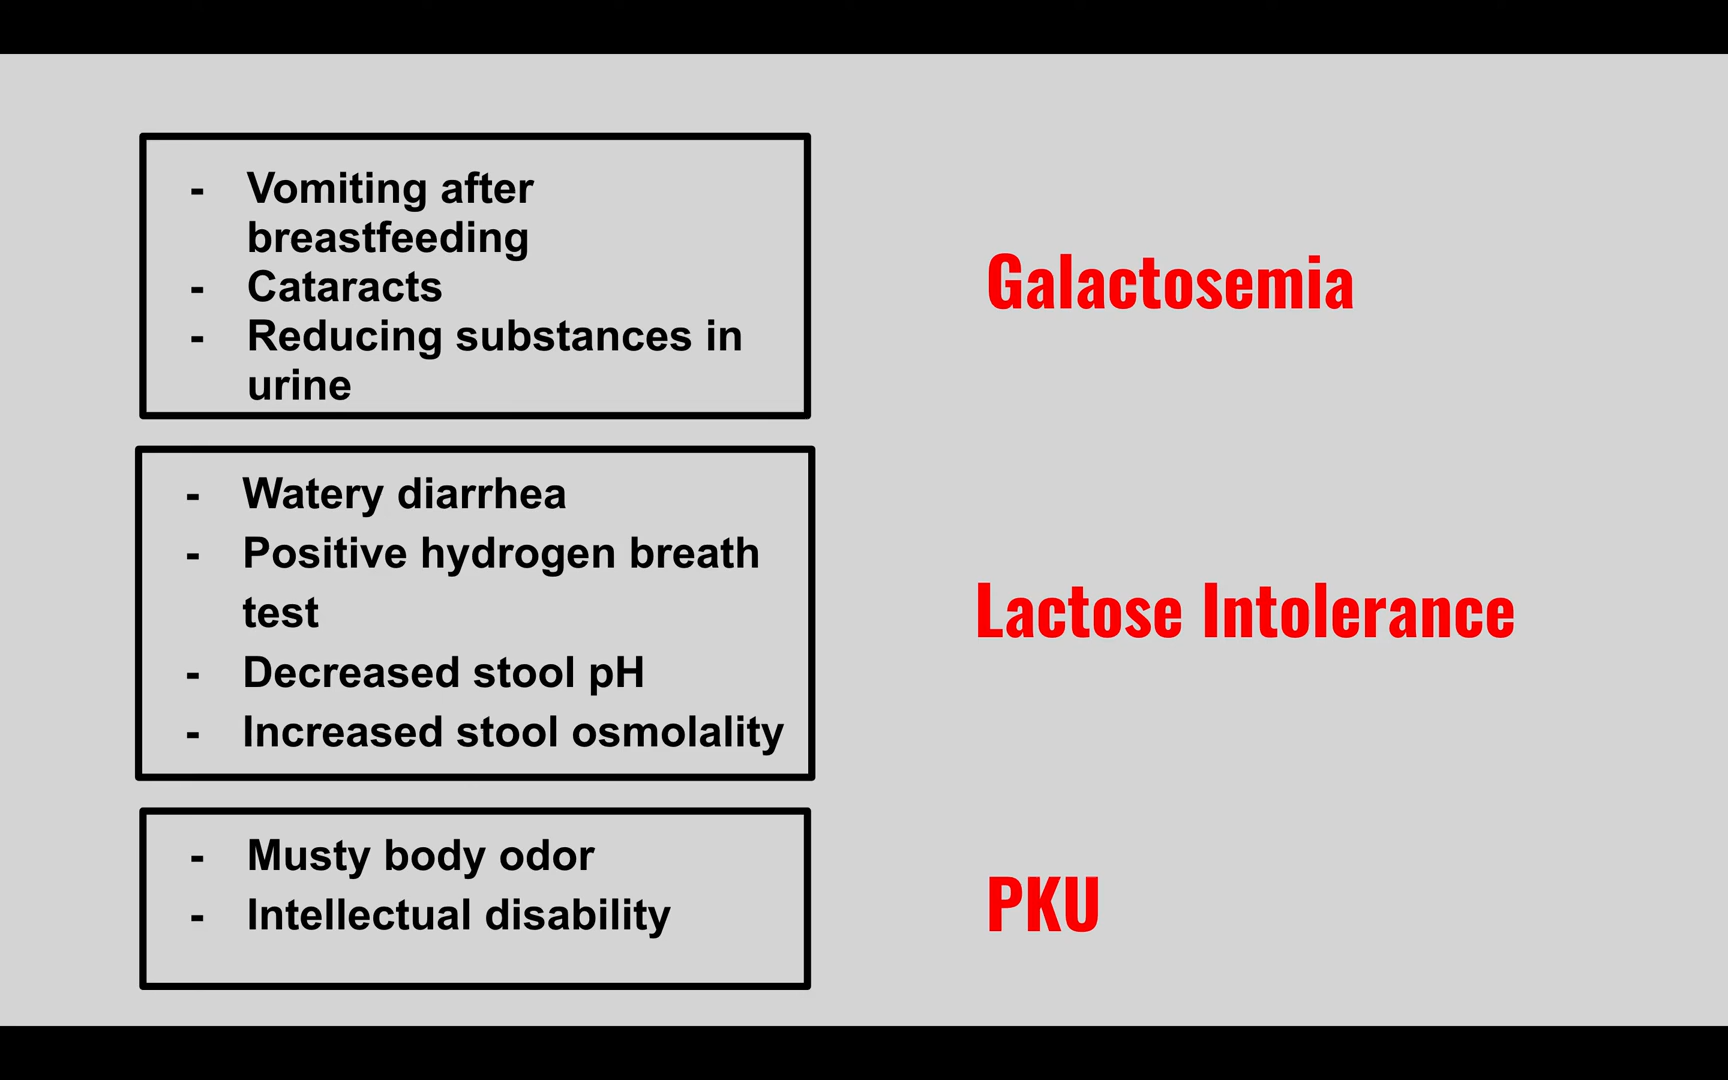 - Vomiting after
breastfeeding
- Cataracts
- Reducing substances in
urine
Galactosemia
- Watery diarrhea
- Positive hydrogen breath
test
- Decreased stool pH
- Increased stool osmolality
Lactose Intolerance
- Musty body odor
- Intellectual disability
PKU